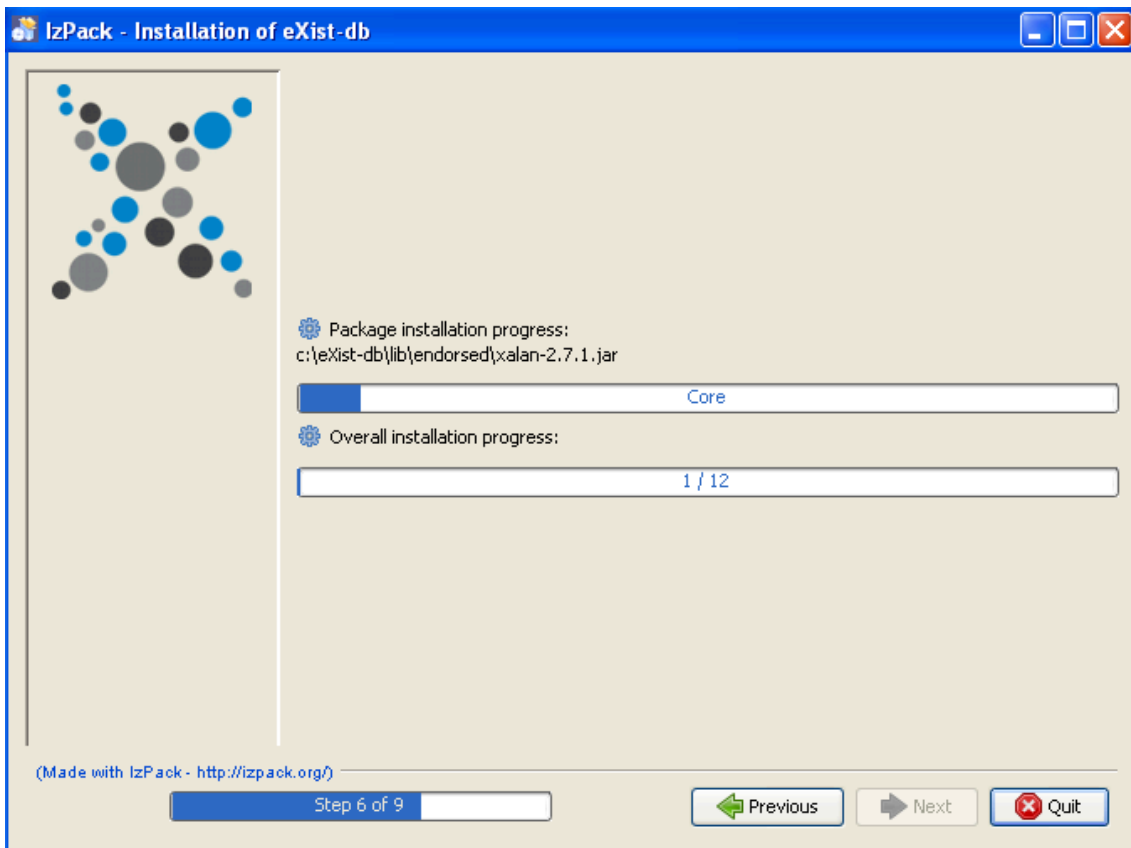 IzPack - Installation of eXist-db
Package installation progress:
c:\eXist-db\lib\endorsed\xalan-2.7.1.jar
Core
Overall installation progress:
1 / 12
(Made with IzPack - http://izpack.org/)
Step 6 of 9
Previous
Next
Quit